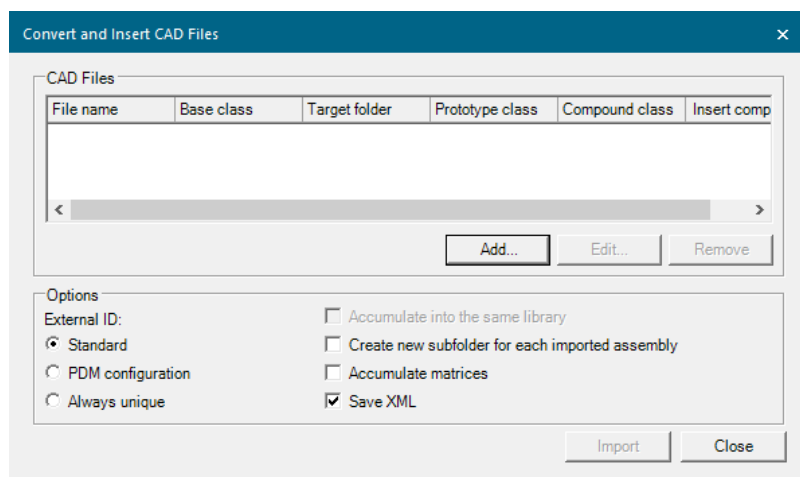 Convert and Insert CAD Files
CAD Files
File name Base class Target folder Prototype class Compound class Insert comp
Add... Edit... Remove
Options
External ID:
Standard
PDM configuration
Always unique
Accumulate into the same library
Create new subfolder for each imported assembly
Accumulate matrices
Save XML
Import Close